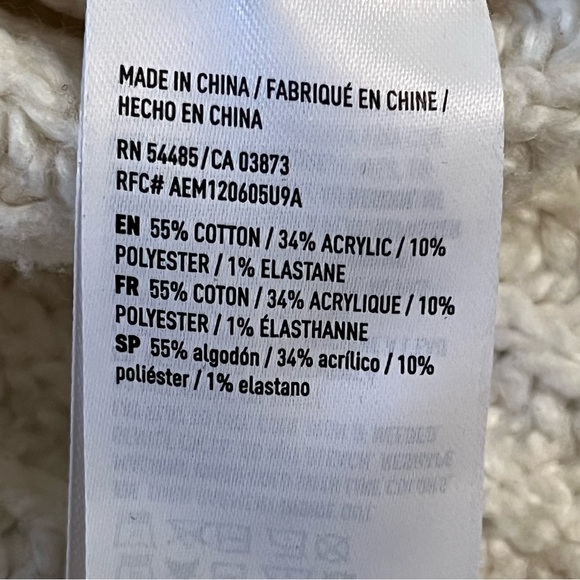 MADE IN CHINA / FABRIQUÉ EN CHINE /
HECHO EN CHINA
RN 54485/CA 03873
RFC# AEM120605U9A
EN 55% COTTON / 34% ACRYLIC / 10%
POLYESTER / 1% ELASTANE
FR 55% COTON / 34% ACRYLIQUE / 10%
POLYESTER / 1% ÉLASTHANNE
SP 55% algodón / 34% acrílico / 10%
poliéster / 1% elastano